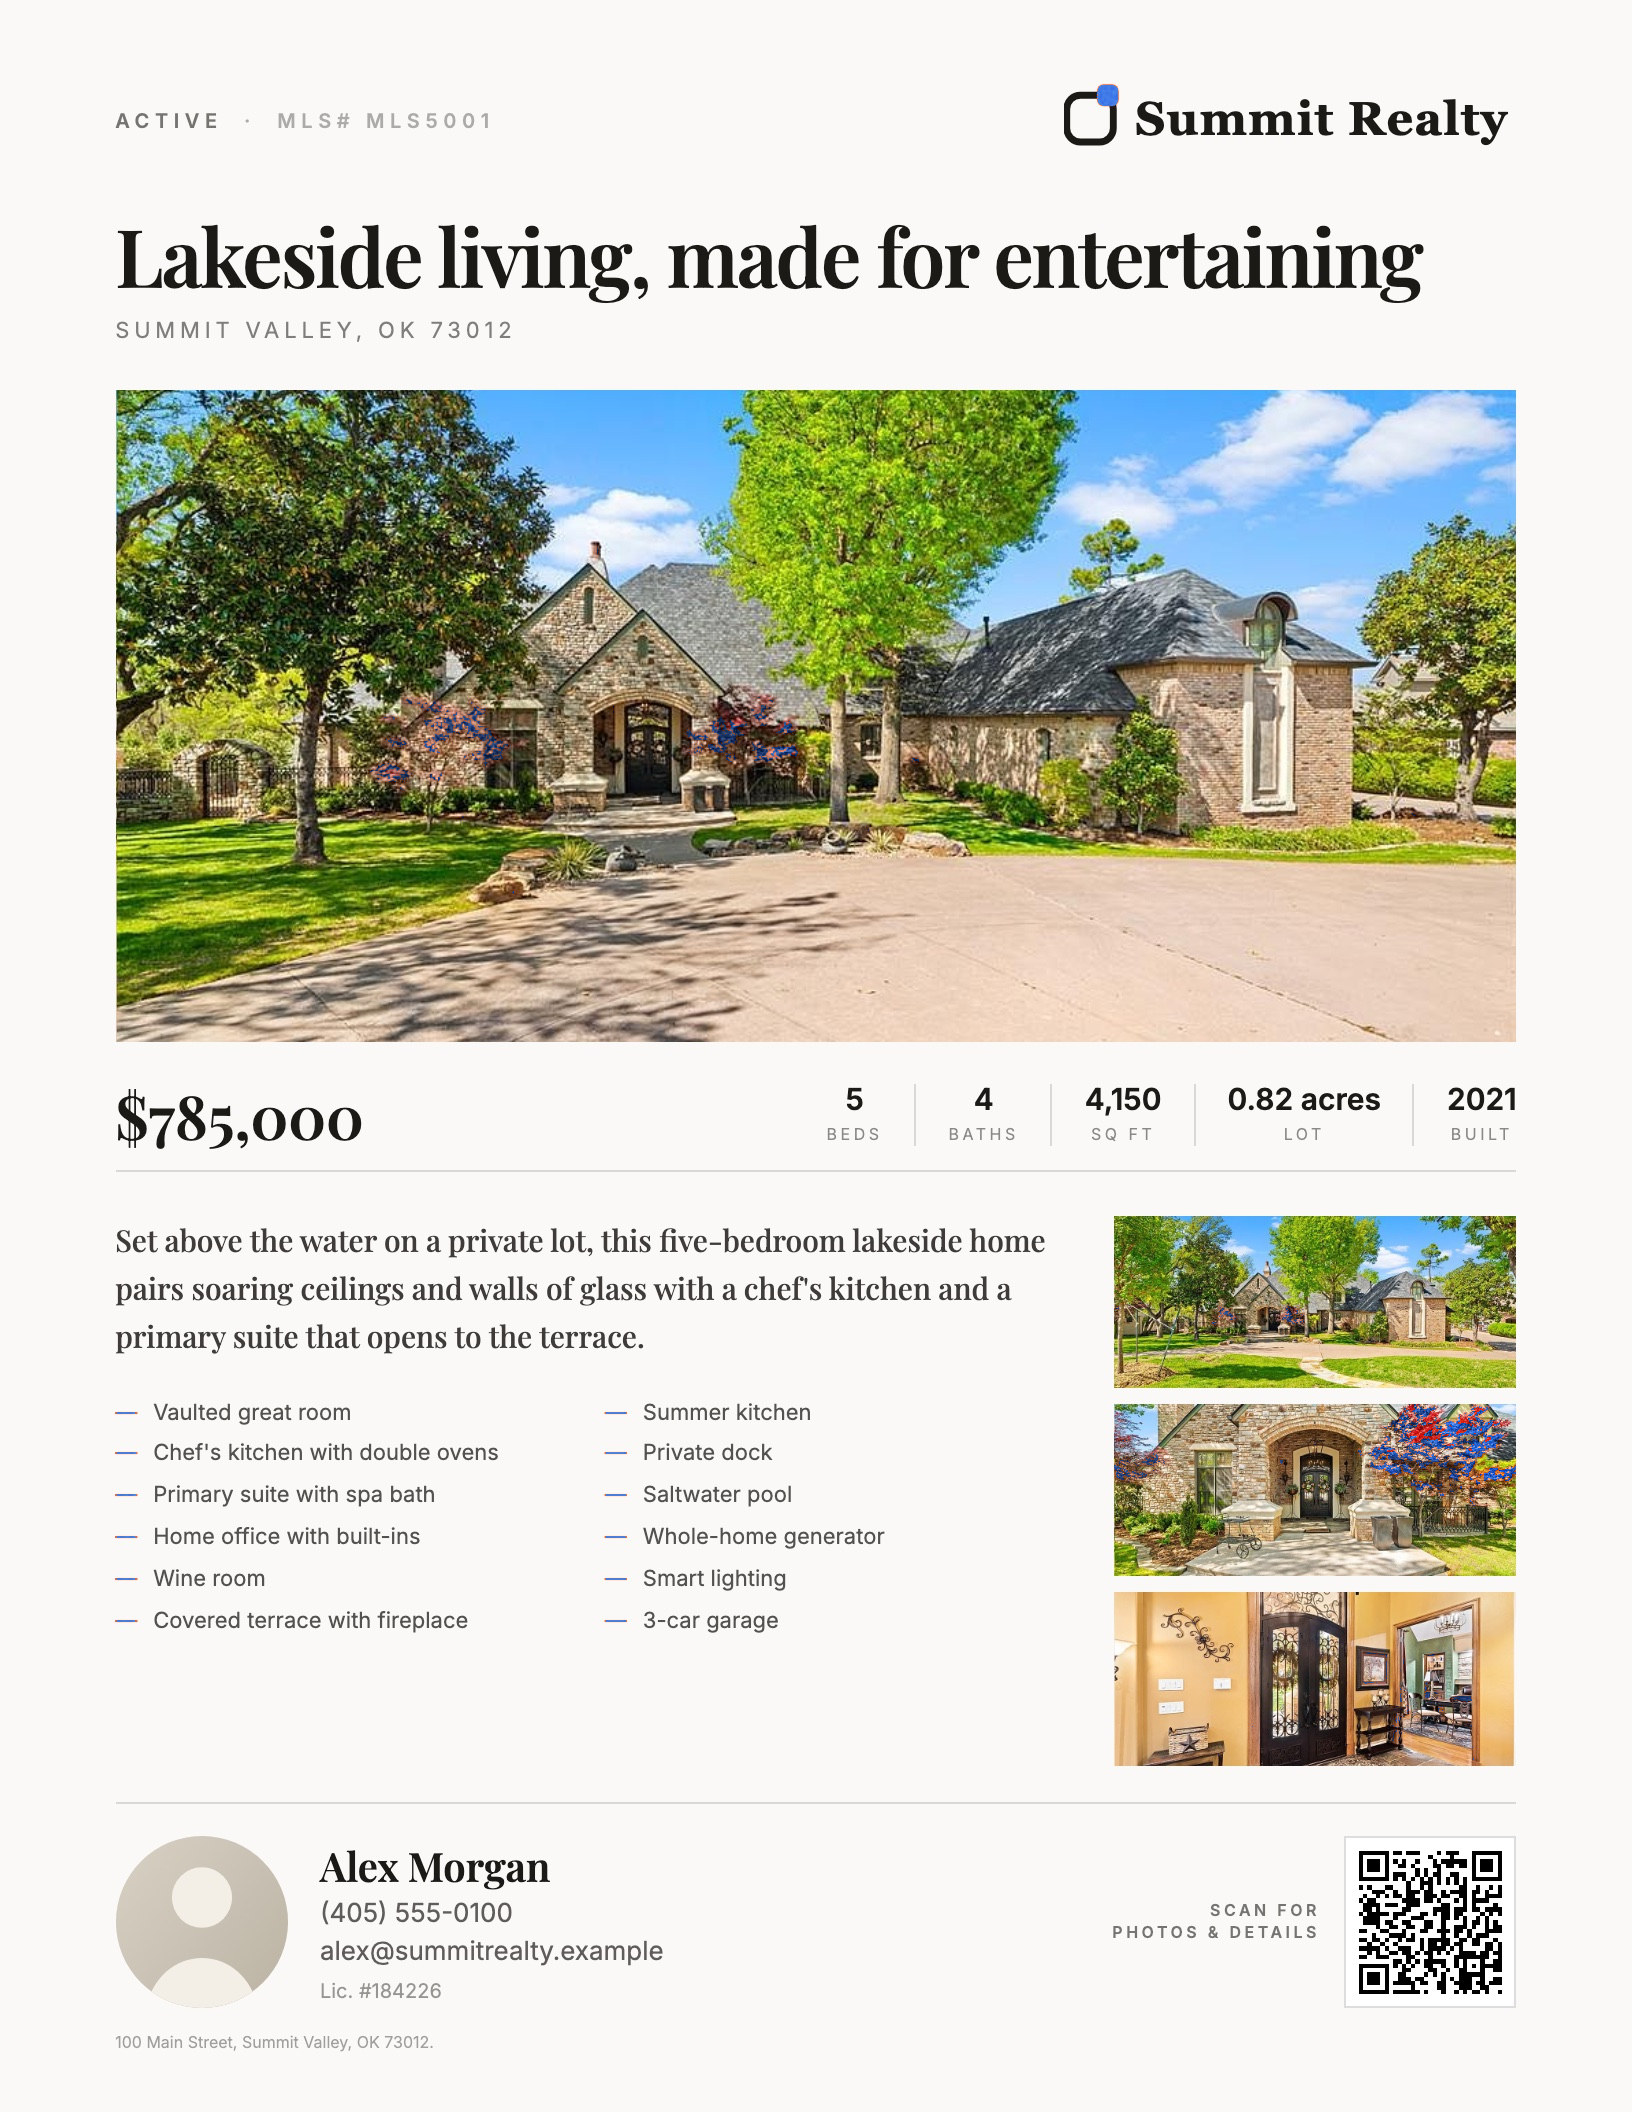 ACTIVE · MLS# MLS5001
Summit Realty
Lakeside living, made for entertaining
SUMMIT VALLEY, OK 73012
$785,000
5
BEDS
4
BATHS
4,150
SQ FT
0.82 acres
LOT
2021
BUILT
Set above the water on a private lot, this five-bedroom lakeside home
pairs soaring ceilings and walls of glass with a chef's kitchen and a
primary suite that opens to the terrace.
— Vaulted great room
— Chef's kitchen with double ovens
— Primary suite with spa bath
— Home office with built-ins
— Wine room
— Covered terrace with fireplace
— Summer kitchen
— Private dock
— Saltwater pool
— Whole-home generator
— Smart lighting
— 3-car garage
Alex Morgan
(405) 555-0100
alex@summitrealty.example
Lic. #184226
SCAN FOR
PHOTOS & DETAILS
100 Main Street, Summit Valley, OK 73012.